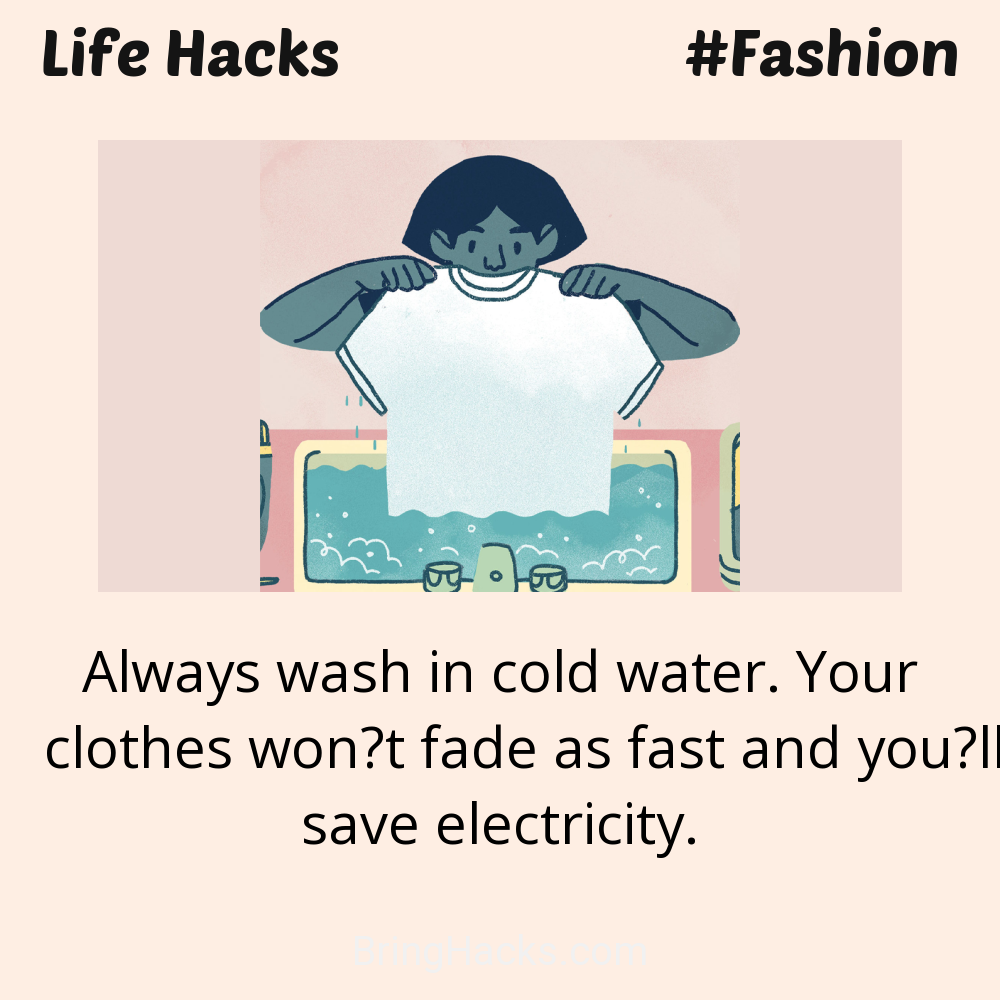 Life Hacks #Fashion
Always wash in cold water. Your
clothes won?t fade as fast and you?ll
save electricity.
BringHacks.com